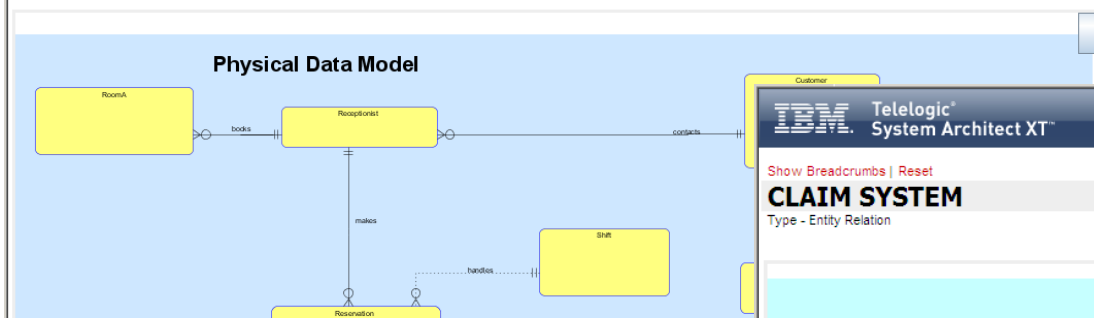 Physical Data Model
RoomA
Receptionist
Customer
books
contacts
makes
Shift
handles
Reservation
IBM.
Telelogic®
System Architect XT™
Show Breadcrumbs | Reset
CLAIM SYSTEM
Type - Entity Relation